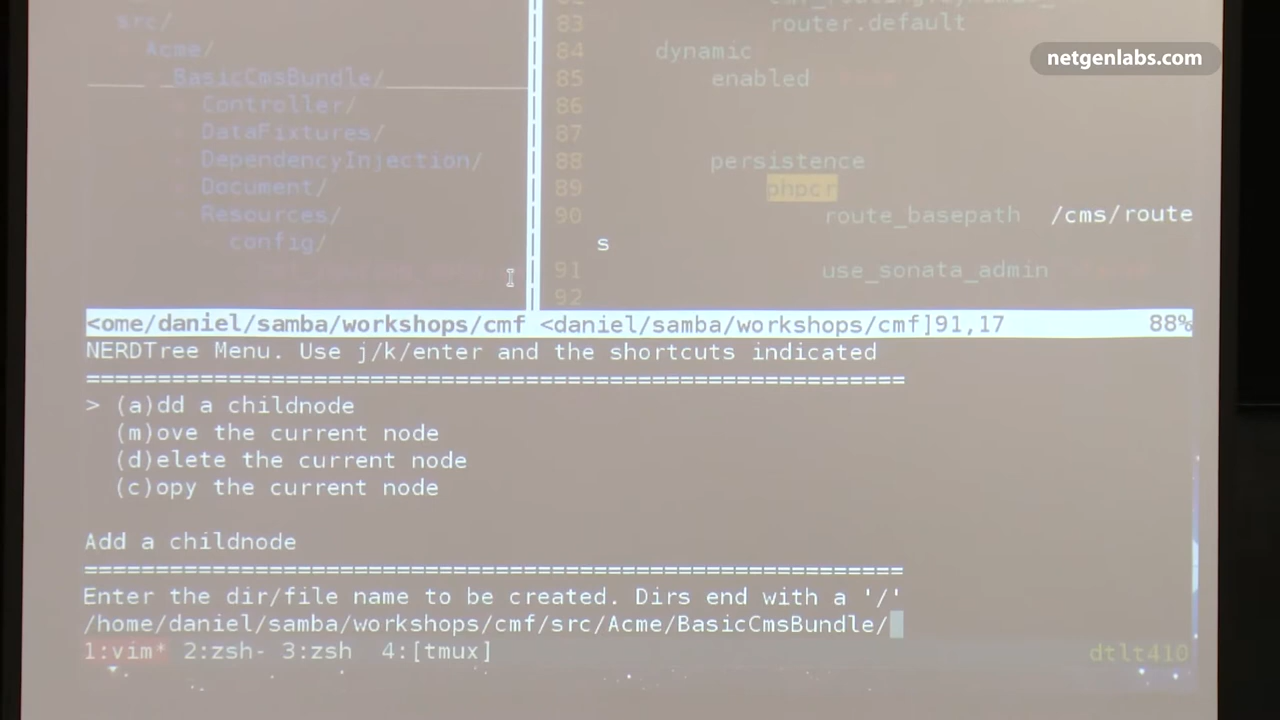 src/
Acme/
BasicCmsBundle/
Controller/
DataFixtures/
DependencyInjection/
Document/
Resources/
config/
83 router.default
84 dynamic
85 enabled
86
87
88 persistence
89 phpcr
90 route_basepath /cms/route
s
91 use_sonata_admin
92
netgenlabs.com
<ome/daniel/samba/workshops/cmf <daniel/samba/workshops/cmf]91,17 88%
NERDTree Menu. Use j/k/enter and the shortcuts indicated
==========================================================
> (a)dd a childnode
(m)ove the current node
(d)elete the current node
(c)opy the current node
Add a childnode
==========================================================
Enter the dir/file name to be created. Dirs end with a '/'
/home/daniel/samba/workshops/cmf/src/Acme/BasicCmsBundle/
1:vim* 2:zsh- 3:zsh 4:[tmux] dtlt410